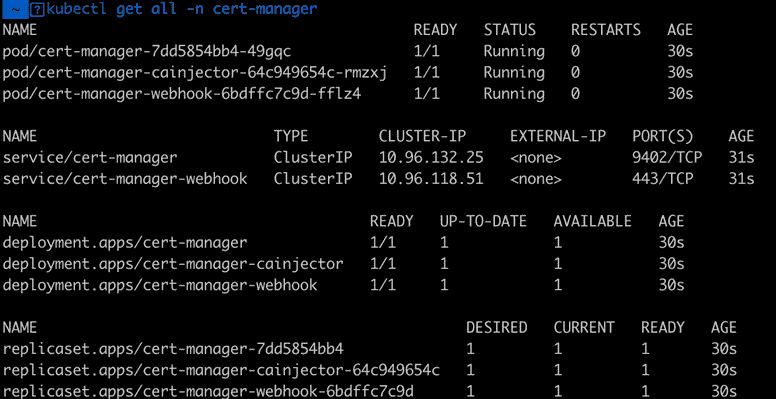 ~ ?kubectl get all -n cert-manager
NAME READY STATUS RESTARTS AGE
pod/cert-manager-7dd5854bb4-49gqc 1/1 Running 0 30s
pod/cert-manager-cainjector-64c949654c-rmzxj 1/1 Running 0 30s
pod/cert-manager-webhook-6bdffc7c9d-fflz4 1/1 Running 0 30s
NAME TYPE CLUSTER-IP EXTERNAL-IP PORT(S) AGE
service/cert-manager ClusterIP 10.96.132.25 <none> 9402/TCP 31s
service/cert-manager-webhook ClusterIP 10.96.118.51 <none> 443/TCP 31s
NAME READY UP-TO-DATE AVAILABLE AGE
deployment.apps/cert-manager 1/1 1 1 30s
deployment.apps/cert-manager-cainjector 1/1 1 1 30s
deployment.apps/cert-manager-webhook 1/1 1 1 30s
NAME DESIRED CURRENT READY AGE
replicaset.apps/cert-manager-7dd5854bb4 1 1 1 30s
replicaset.apps/cert-manager-cainjector-64c949654c 1 1 1 30s
replicaset.apps/cert-manager-webhook-6bdffc7c9d 1 1 1 30s